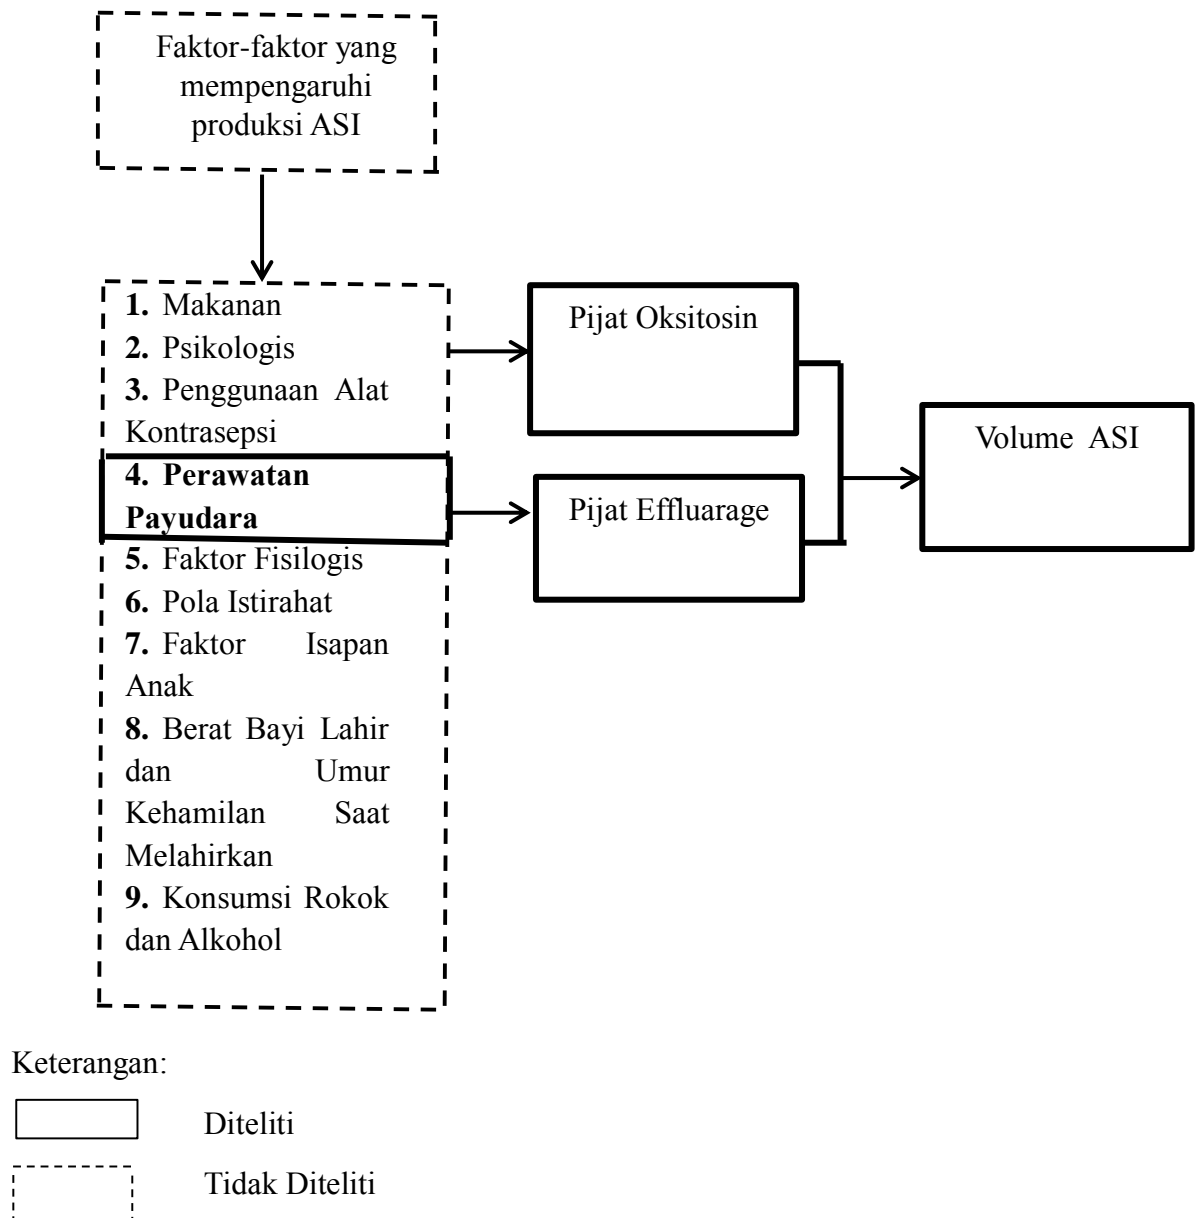 Faktor-faktor yang
mempengaruhi
produksi ASI
1. Makanan
2. Psikologis
3. Penggunaan Alat
Kontrasepsi
4. Perawatan
Payudara
5. Faktor Fisilogis
6. Pola Istirahat
7. Faktor Isapan
Anak
8. Berat Bayi Lahir
dan Umur
Kehamilan Saat
Melahirkan
9. Konsumsi Rokok
dan Alkohol
Pijat Oksitosin
Pijat Effluarage
Volume ASI
Keterangan:
Diteliti
Tidak Diteliti